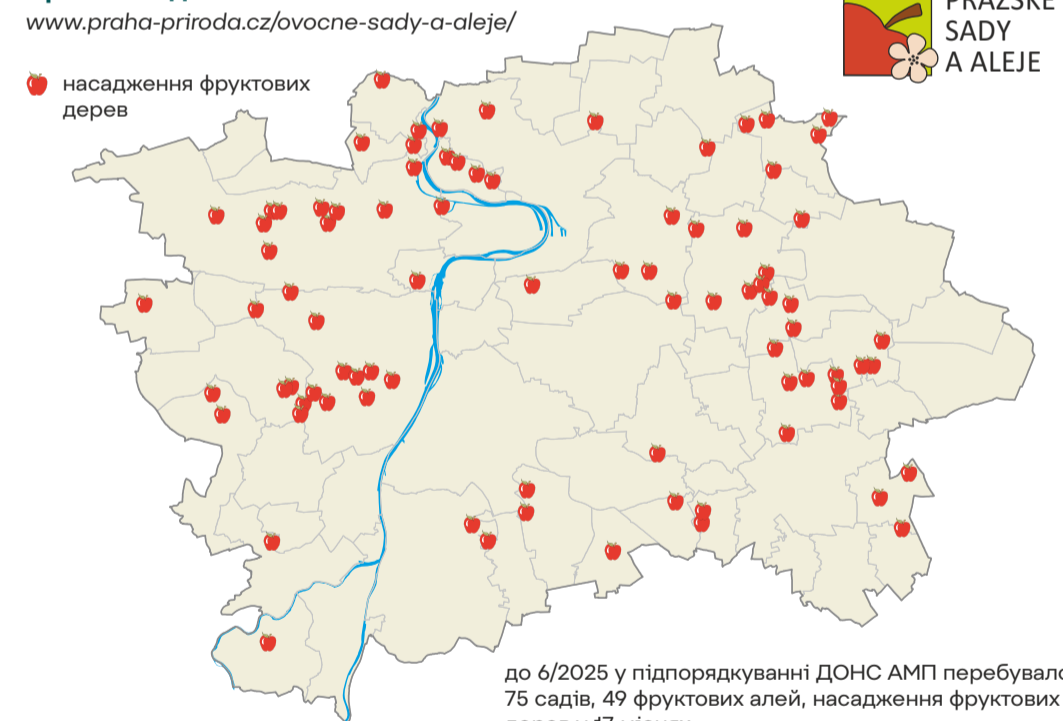 www.praha-priroda.cz/ovocne-sady-a-aleje/
насадження фруктових
дерев
PRAŽSKÉ
SADY
A ALEJE
до 6/2025 у підпорядкуванні ДОНС АМП перебувало
75 садів, 49 фруктових алей, насадження фруктових